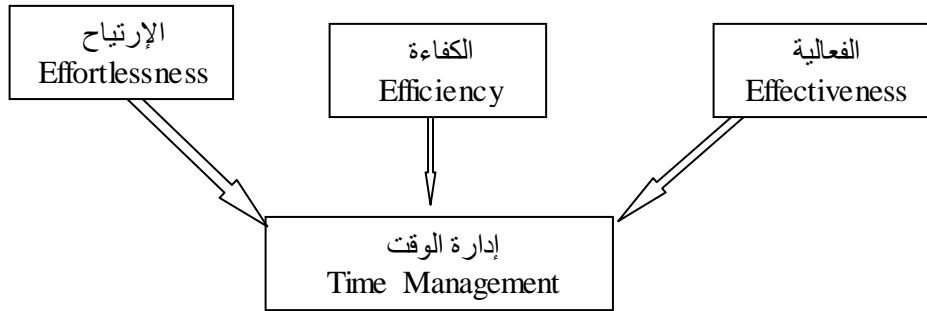 الإرتياح
Effortlessness
الكفاءة
Efficiency
الفعالية
Effectiveness
إدارة الوقت
Time Management